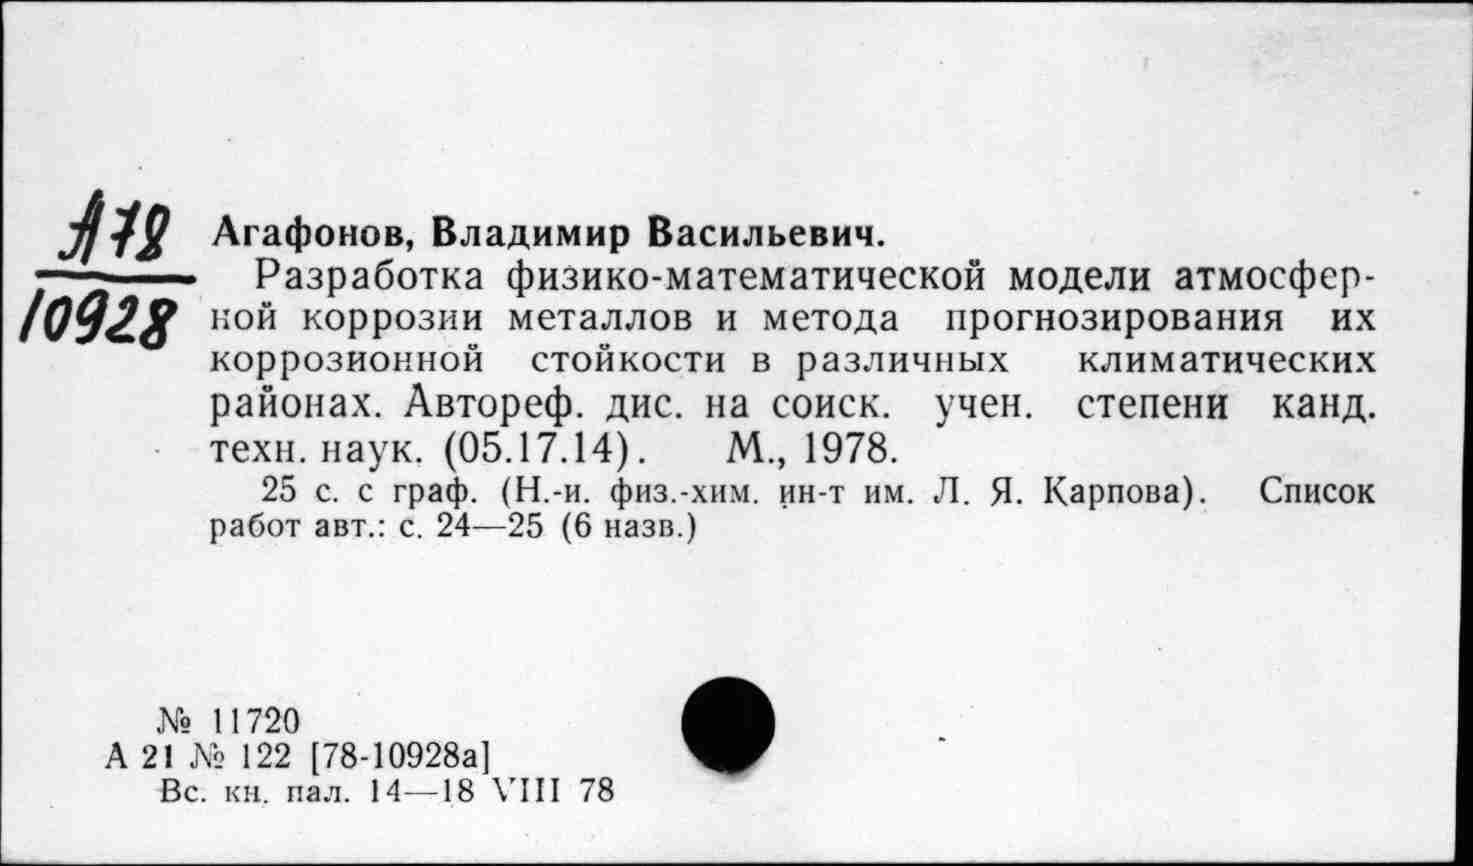 А78
10928
Агафонов, Владимир Васильевич.
Разработка физико-математической модели атмосфер-
ной коррозии металлов и метода прогнозирования их
коррозионной стойкости в различных климатических
районах. Автореф. дис. на соиск. учен. степени канд.
техн. наук. (05.17.14). М., 1978.
25 с. с граф. (Н.-и. физ.-хим. ин-т им. Л. Я. Карпова). Список
работ авт.: с. 24—25 (6 назв.)
№ 11720
А 21 № 122 [78-10928а]
Вс. кн. пал. 14—18 VIII 78